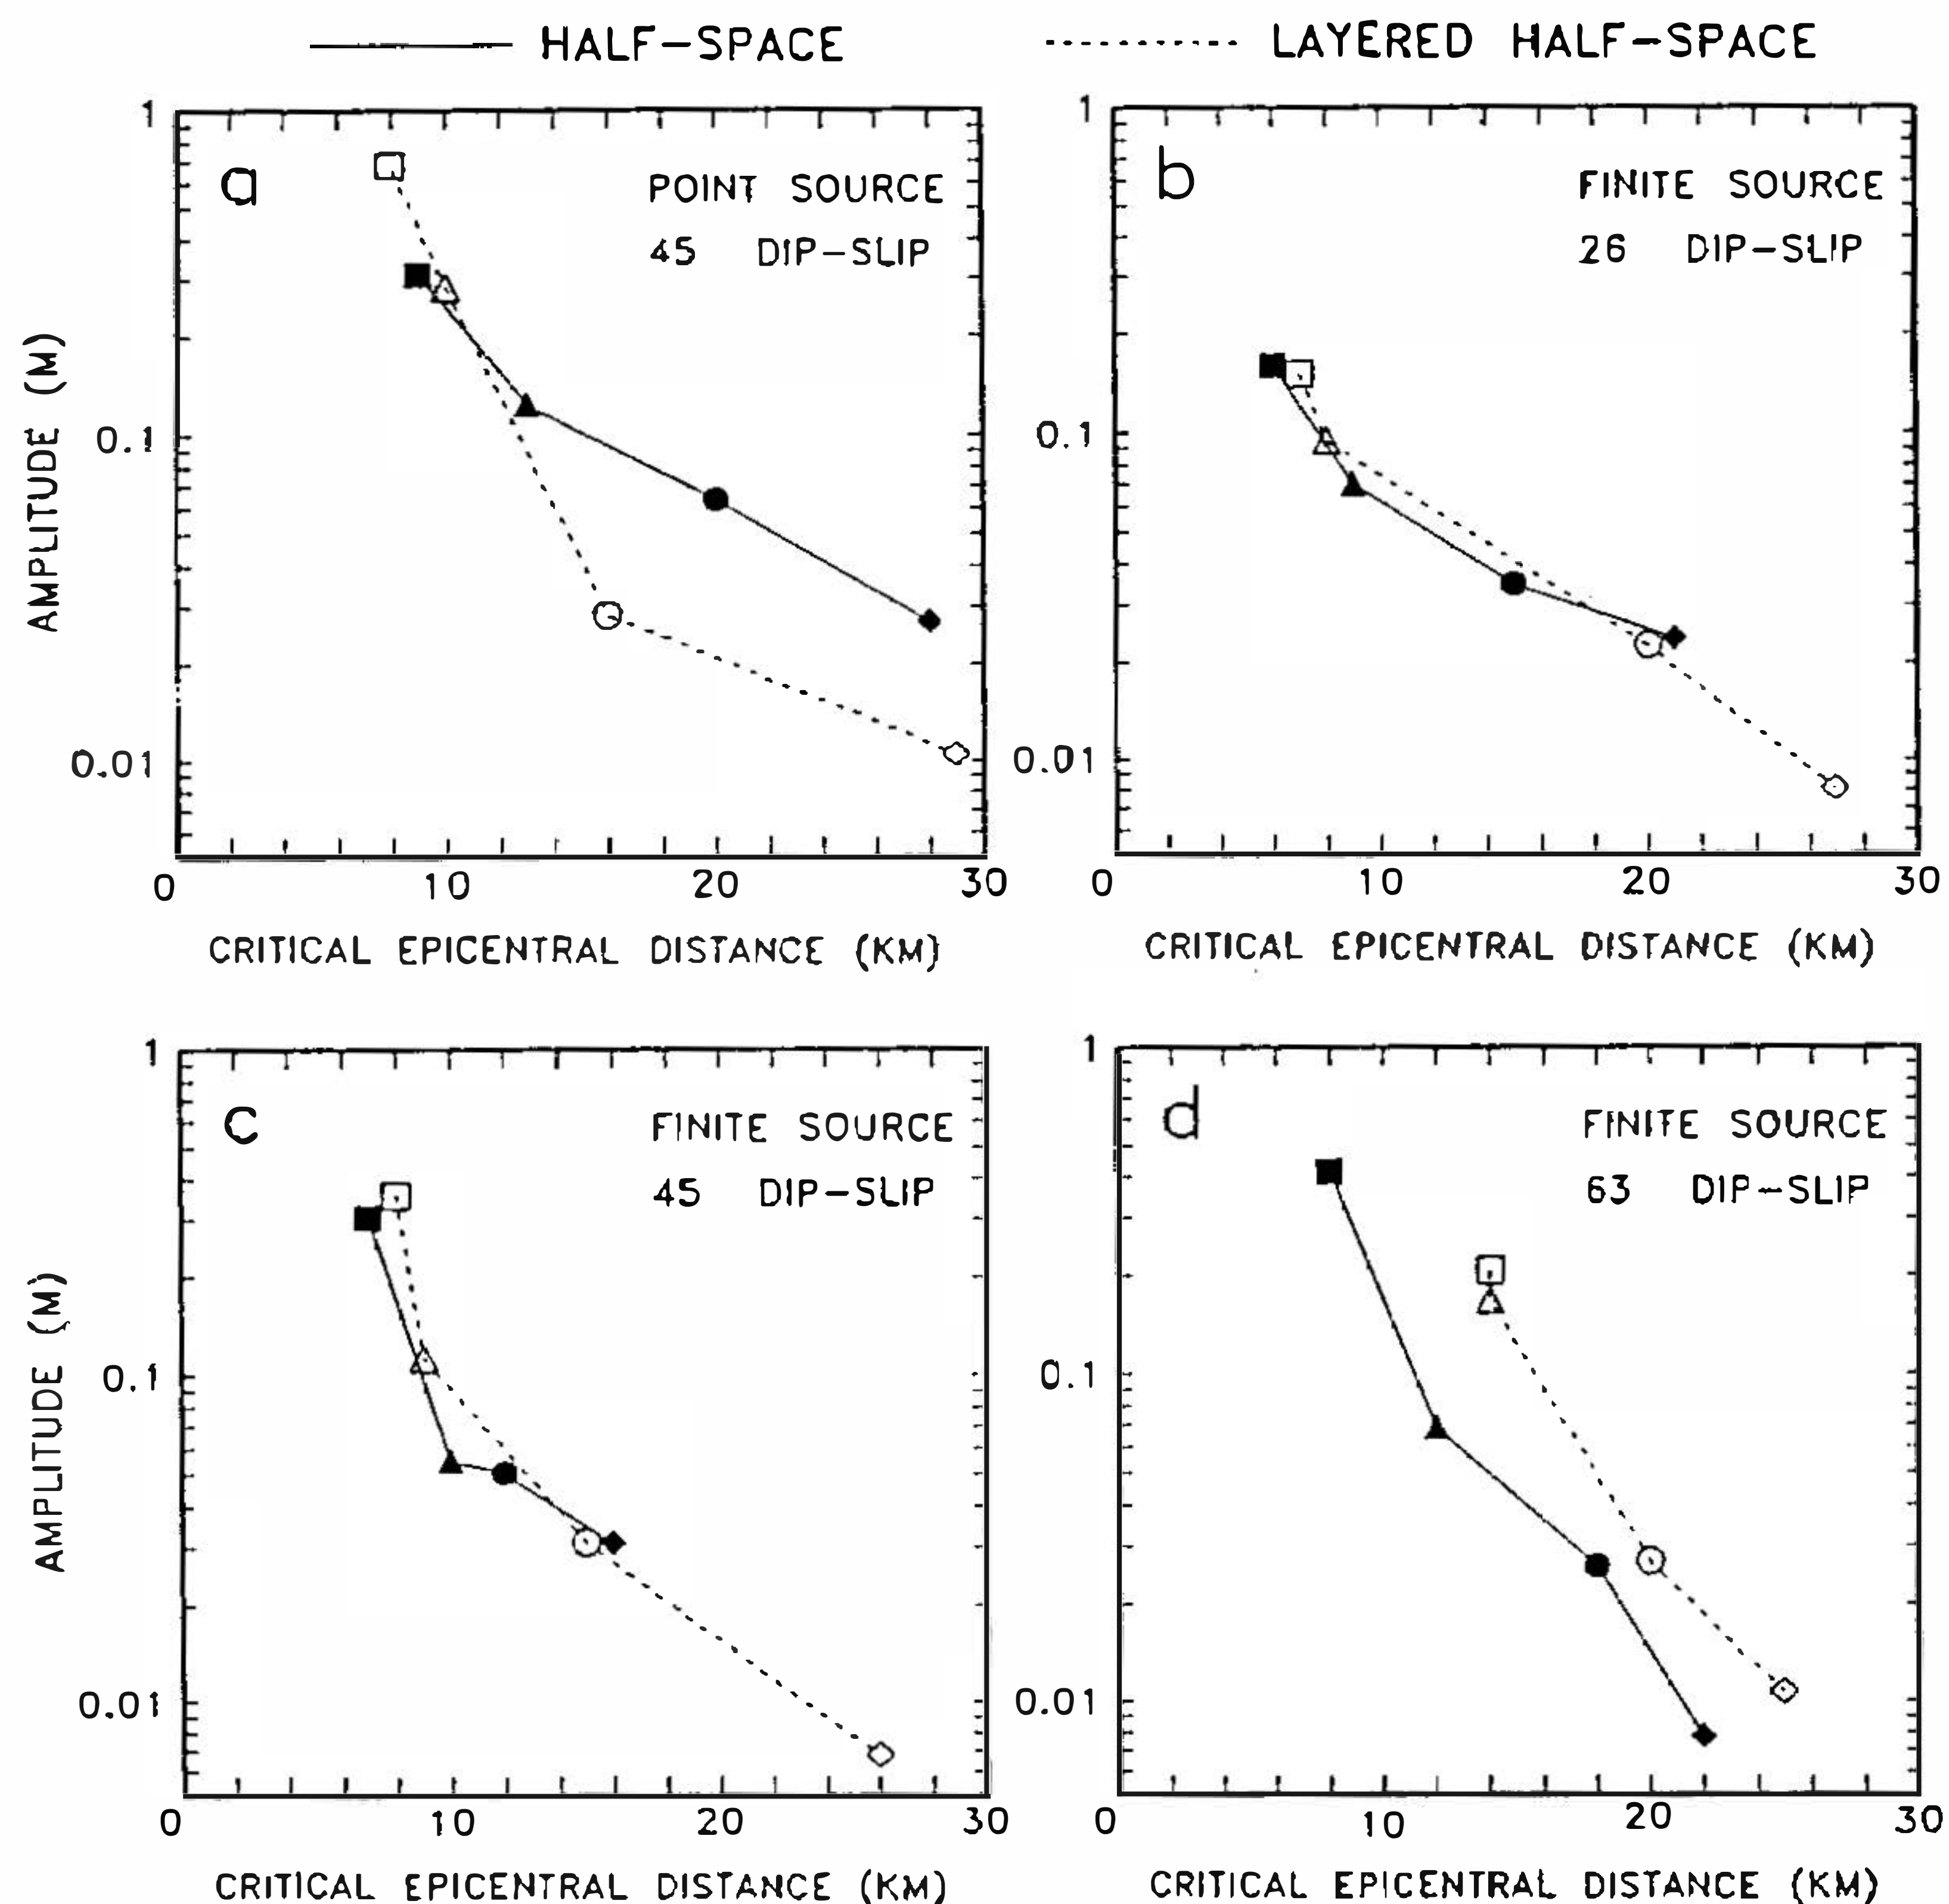 HALF-SPACE
LAYERED HALF-SPACE
a
POINT SOURCE
45 DIP-SLIP
1
0.1
0.01
AMPLITUDE (M)
0 10 20 30
CRITICAL EPICENTRAL DISTANCE (KM)
b
FINITE SOURCE
26 DIP-SLIP
1
0.1
0.01
0 10 20 30
CRITICAL EPICENTRAL DISTANCE (KM)
c
FINITE SOURCE
45 DIP-SLIP
1
0.1
0.01
AMPLITUDE (M)
0 10 20 30
CRITICAL EPICENTRAL DISTANCE (KM)
d
FINITE SOURCE
63 DIP-SLIP
1
0.1
0.01
0 10 20 30
CRITICAL EPICENTRAL DISTANCE (KM)